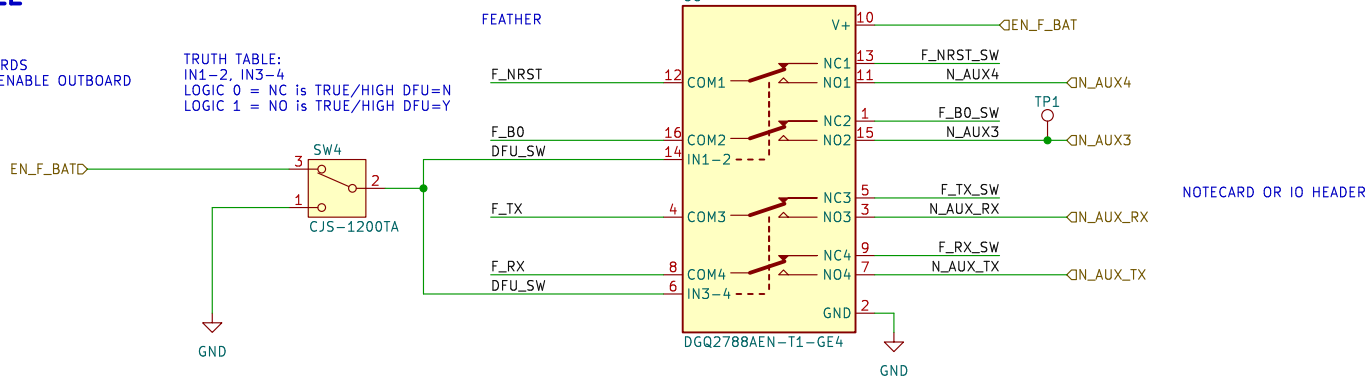 FEATHER
V+ 10 EN_F_BAT
RDS
ENABLE OUTBOARD
TRUTH TABLE:
IN1-2, IN3-4
LOGIC 0 = NC is TRUE/HIGH DFU=N
LOGIC 1 = NO is TRUE/HIGH DFU=Y
NC1 13 F_NRST_SW
F_NRST 12 COM1 NO1 11 N_AUX4 N_AUX4
TP1
NC2 1 F_B0_SW
F_B0 16 COM2 NO2 15 N_AUX3 N_AUX3
DFU_SW 14 IN1-2
SW4
EN_F_BAT 3
2
1
CJS-1200TA
NC3 5 F_TX_SW
F_TX 4 COM3 NO3 3 N_AUX_RX N_AUX_RX
NOTECARD OR IO HEADER
NC4 9 F_RX_SW
F_RX 8 COM4 NO4 7 N_AUX_TX N_AUX_TX
DFU_SW 6 IN3-4
GND 2
DGQ2788AEN-T1-GE4
GND
GND